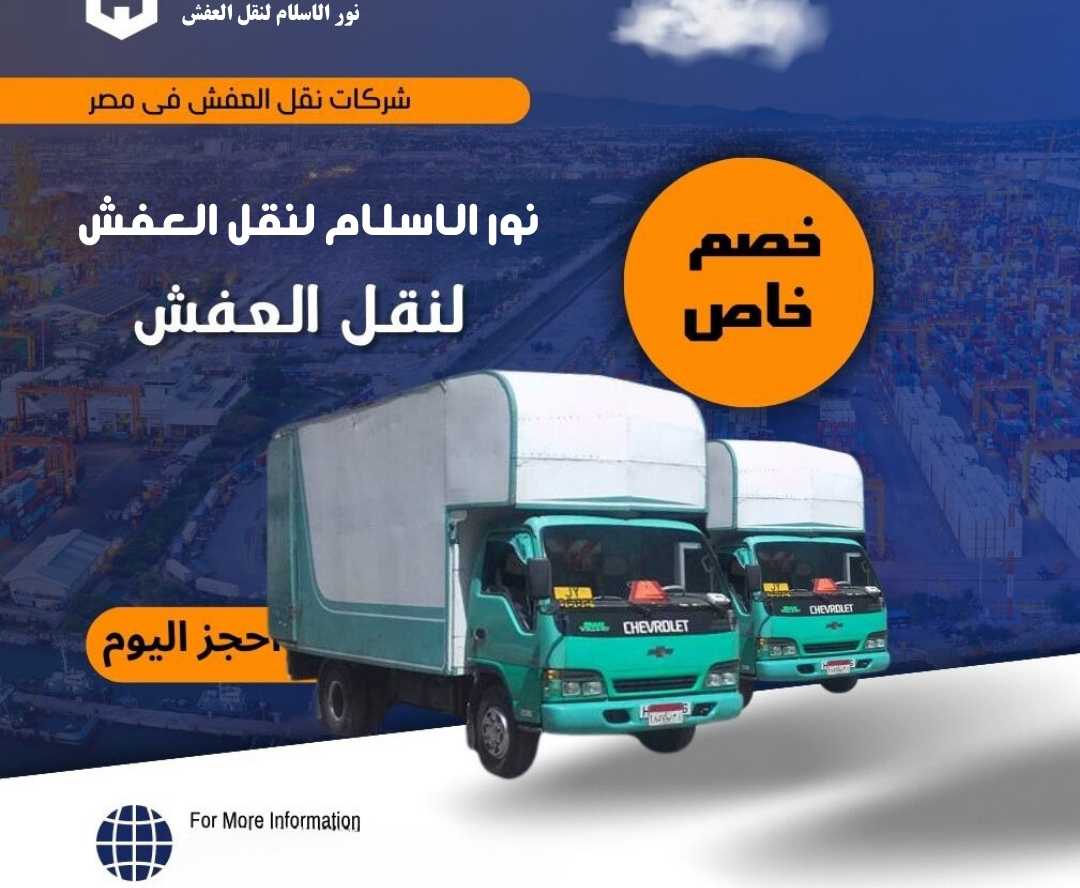 نور الاسلام لنقل العفش
شركات نقل العفش فى مصر
نور الاسلام لنقل العفش
لنقل العفش
خصم
خاص
احجز اليوم
CHEVROLET
CHEVROLET
For More Information